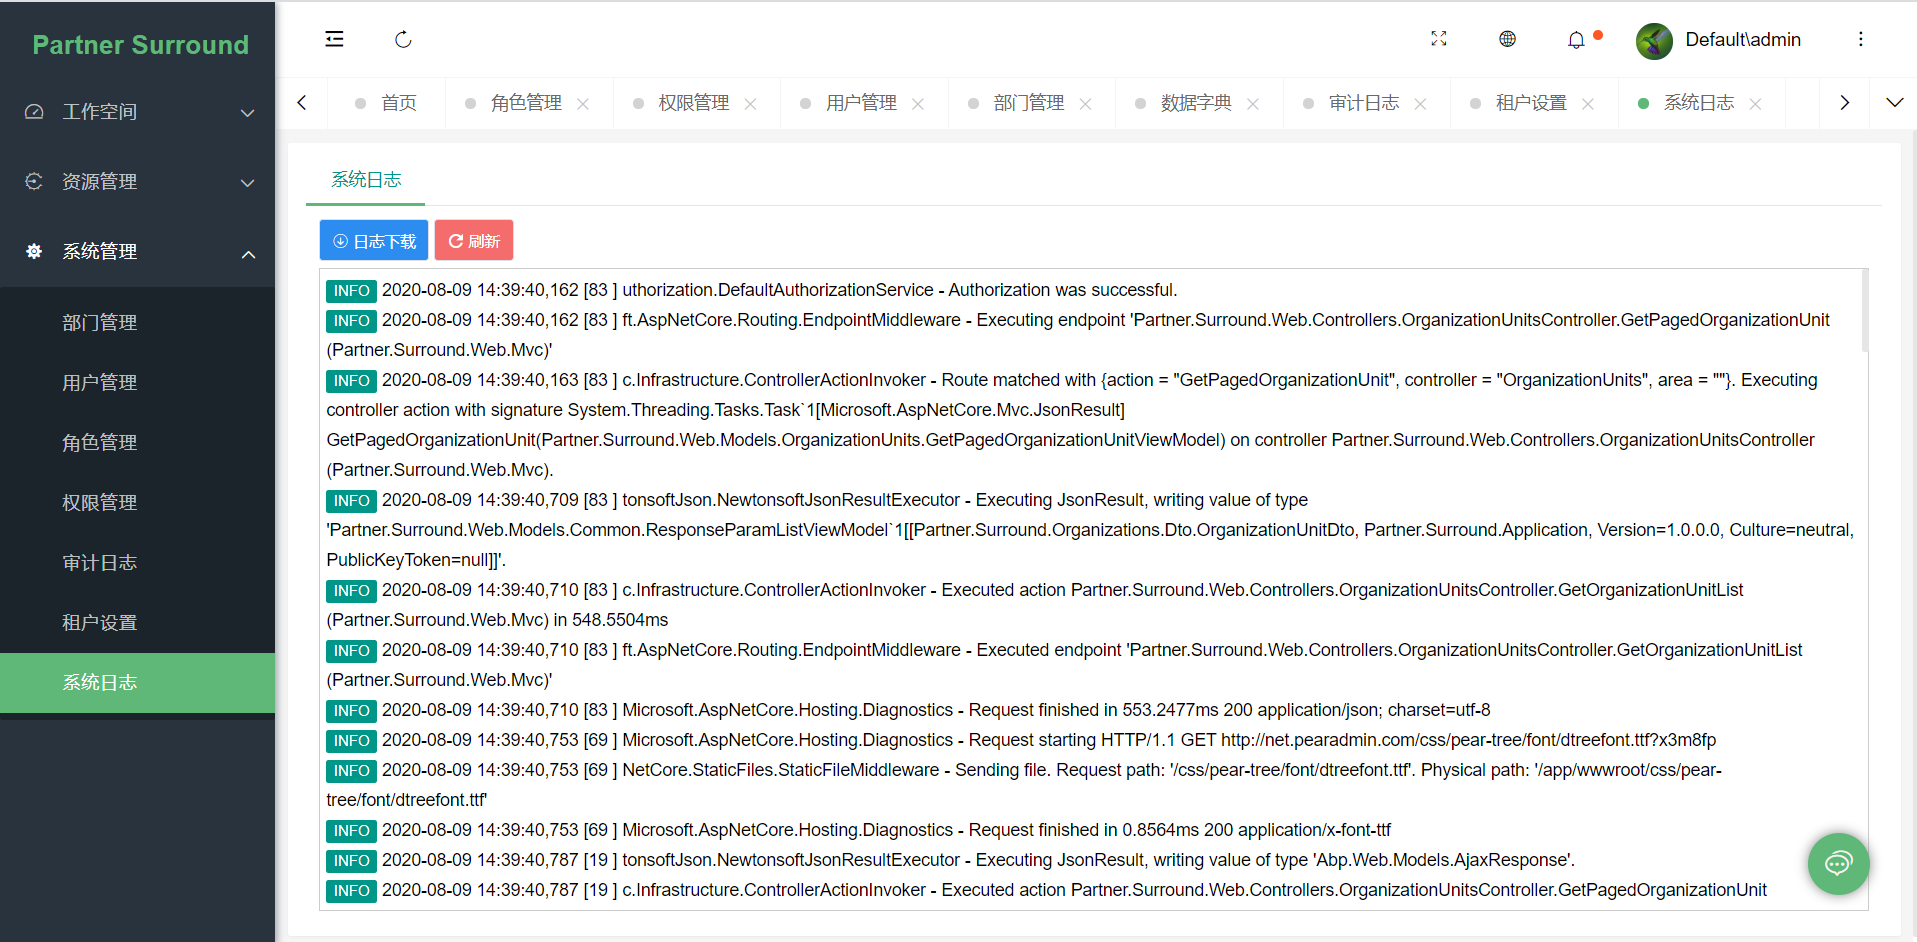 Partner Surround
工作空间
资源管理
系统管理
部门管理
用户管理
角色管理
权限管理
审计日志
租户设置
系统日志
Default\admin
首页
角色管理
权限管理
用户管理
部门管理
数据字典
审计日志
租户设置
系统日志
系统日志
日志下载
刷新
INFO 2020-08-09 14:39:40,162 [83 ] uthorization.DefaultAuthorizationService - Authorization was successful.
INFO 2020-08-09 14:39:40,162 [83 ] ft.AspNetCore.Routing.EndpointMiddleware - Executing endpoint 'Partner.Surround.Web.Controllers.OrganizationUnitsController.GetPagedOrganizationUnit
(Partner.Surround.Web.Mvc)'
INFO 2020-08-09 14:39:40,163 [83 ] c.Infrastructure.ControllerActionInvoker - Route matched with {action = "GetPagedOrganizationUnit", controller = "OrganizationUnits", area = ""}. Executing
controller action with signature System.Threading.Tasks.Task`1[Microsoft.AspNetCore.Mvc.JsonResult]
GetPagedOrganizationUnit(Partner.Surround.Web.Models.OrganizationUnits.GetPagedOrganizationUnitViewModel) on controller Partner.Surround.Web.Controllers.OrganizationUnitsController
(Partner.Surround.Web.Mvc).
INFO 2020-08-09 14:39:40,709 [83 ] tonsoftJson.NewtonsoftJsonResultExecutor - Executing JsonResult, writing value of type
'Partner.Surround.Web.Models.Common.ResponseParamListViewModel`1[[Partner.Surround.Organizations.Dto.OrganizationUnitDto, Partner.Surround.Application, Version=1.0.0.0, Culture=neutral,
PublicKeyToken=null]]'.
INFO 2020-08-09 14:39:40,710 [83 ] c.Infrastructure.ControllerActionInvoker - Executed action Partner.Surround.Web.Controllers.OrganizationUnitsController.GetOrganizationUnitList
(Partner.Surround.Web.Mvc) in 548.5504ms
INFO 2020-08-09 14:39:40,710 [83 ] ft.AspNetCore.Routing.EndpointMiddleware - Executed endpoint 'Partner.Surround.Web.Controllers.OrganizationUnitsController.GetOrganizationUnitList
(Partner.Surround.Web.Mvc)'
INFO 2020-08-09 14:39:40,710 [83 ] Microsoft.AspNetCore.Hosting.Diagnostics - Request finished in 553.2477ms 200 application/json; charset=utf-8
INFO 2020-08-09 14:39:40,753 [69 ] Microsoft.AspNetCore.Hosting.Diagnostics - Request starting HTTP/1.1 GET http://net.pearadmin.com/css/pear-tree/font/dtreefont.ttf?x3m8fp
INFO 2020-08-09 14:39:40,753 [69 ] NetCore.StaticFiles.StaticFileMiddleware - Sending file. Request path: '/css/pear-tree/font/dtreefont.ttf'. Physical path: '/app/wwwroot/css/pear-
tree/font/dtreefont.ttf'
INFO 2020-08-09 14:39:40,753 [69 ] Microsoft.AspNetCore.Hosting.Diagnostics - Request finished in 0.8564ms 200 application/x-font-ttf
INFO 2020-08-09 14:39:40,787 [19 ] tonsoftJson.NewtonsoftJsonResultExecutor - Executing JsonResult, writing value of type 'Abp.Web.Models.AjaxResponse'.
INFO 2020-08-09 14:39:40,787 [19 ] c.Infrastructure.ControllerActionInvoker - Executed action Partner.Surround.Web.Controllers.OrganizationUnitsController.GetPagedOrganizationUnit